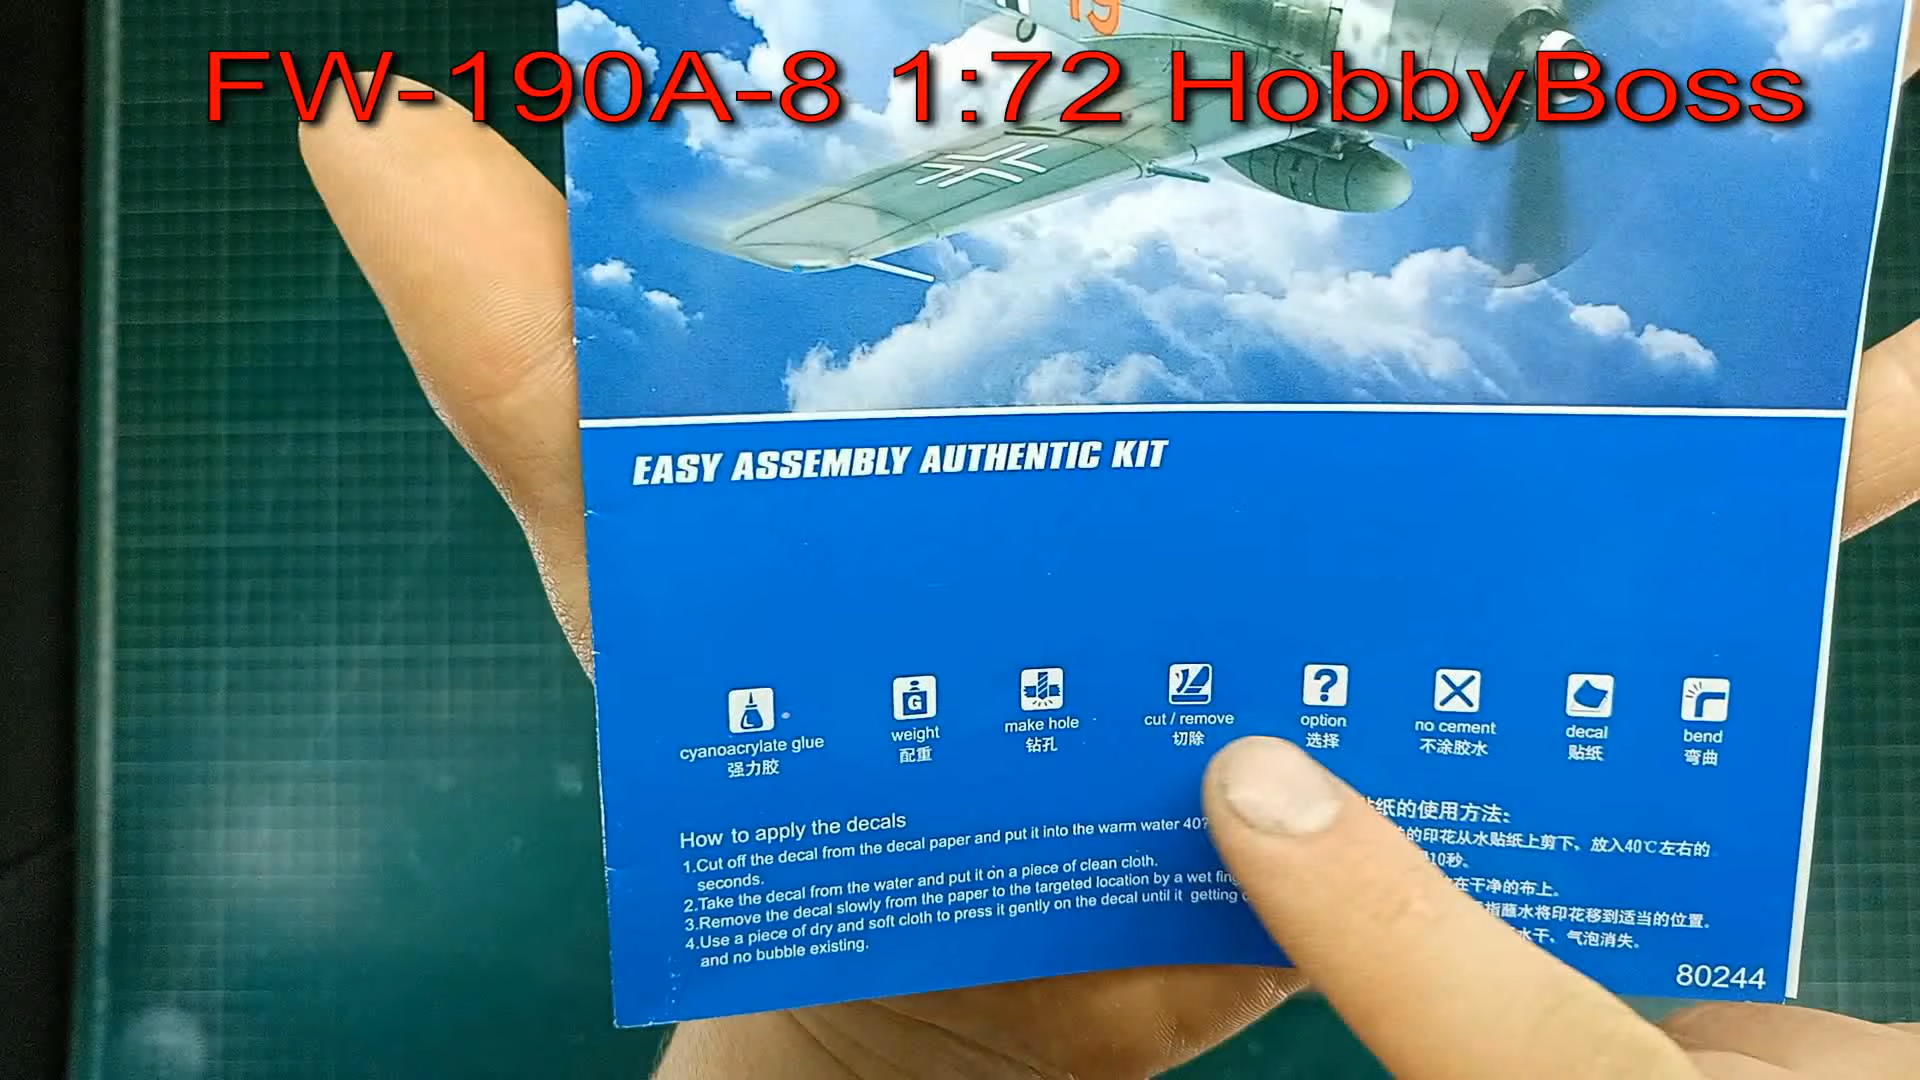 FW-190A-8 1:72 HobbyBoss
19
EASY ASSEMBLY AUTHENTIC KIT
G
cyanoacrylate glue
强力胶
weight
配重
make hole
钻孔
cut / remove
切除
?
option
选择
no cement
不涂胶水
decal
贴纸
bend
弯曲
How to apply the decals
1.Cut off the decal from the decal paper and put it into the warm water 40?
seconds.
2.Take the decal from the water and put it on a piece of clean cloth.
3.Remove the decal slowly from the paper to the targeted location by a wet
4.Use a piece of dry and soft cloth to press it gently on the decal until it getting
and no bubble existing.
纸的使用方法:
的印花从水贴纸上剪下，放入40℃左右的
10秒。
在干净的布上。
指蘸水将印花移到适当的位置。
水干、气泡消失。
80244